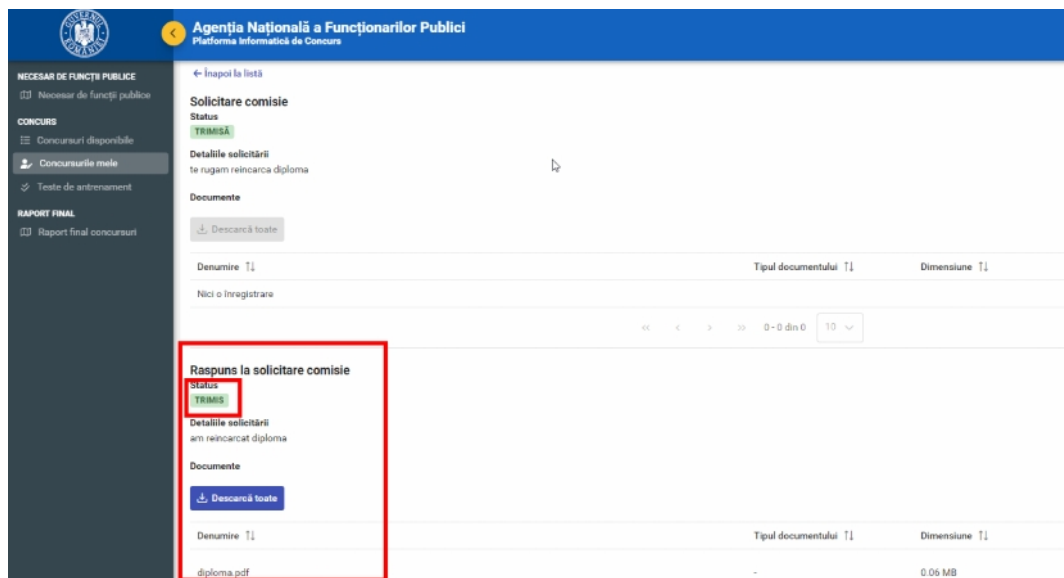 GUVERNUL ROMÂNIEI
Agenția Națională a Funcționarilor Publici
Platforma Informatică de Concurs
NECESAR DE FUNCȚII PUBLICE
Necesar de funcții publice
CONCURS
Concursuri disponibile
Concursurile mele
Teste de antrenament
RAPORT FINAL
Raport final concursuri
← Înapoi la listă
Solicitare comisie
Status
TRIMISĂ
Detaliile solicitării
te rugam reincarca diploma
Documente
Descarcă toate
Denumire Tipul documentului Dimensiune
Nici o înregistrare
0 - 0 din 0 10
Raspuns la solicitare comisie
Status
TRIMIS
Detaliile solicitării
am reincarcat diploma
Documente
Descarcă toate
Denumire Tipul documentului Dimensiune
diploma.pdf - 0.06 MB